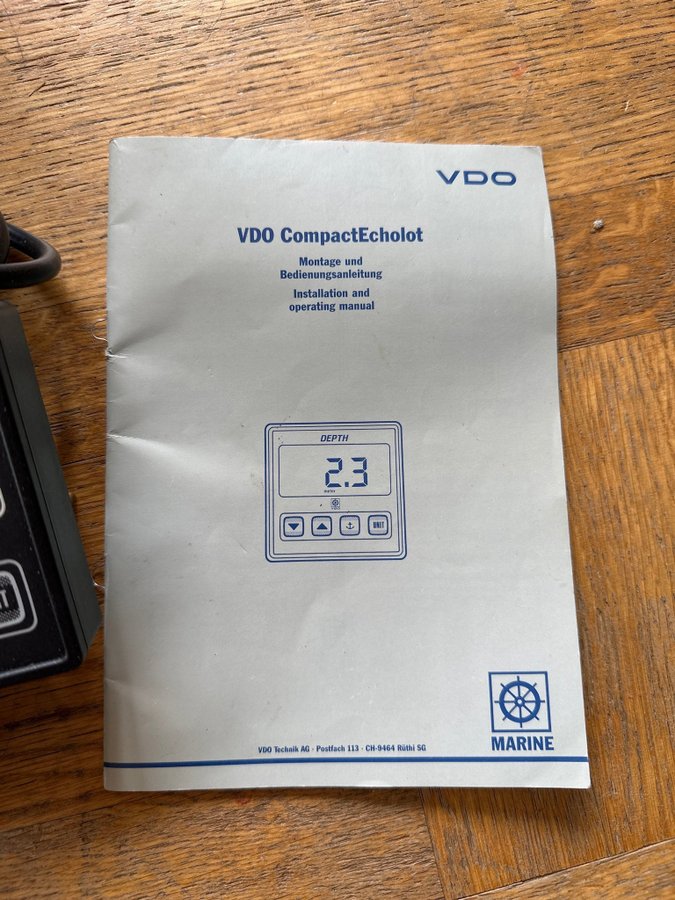 VDO
VDO CompactEcholot
Montage und
Bedienungsanleitung
Installation and
operating manual
DEPTH
2.3
UNIT
MARINE
VDO Technik AG · Postfach 113 · CH-9464 Rüthi SG